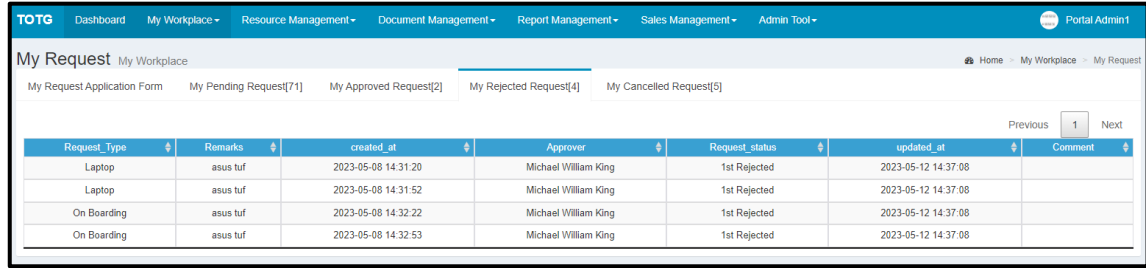 TOTG Dashboard My Workplace Resource Management Document Management Report Management Sales Management Admin Tool Portal Admin1
My Request My Workplace Home > My Workplace > My Request
My Request Application Form My Pending Request[71] My Approved Request[2] My Rejected Request[4] My Cancelled Request[5]
Previous 1 Next
Request_Type Remarks created_at Approver Request_status updated_at Comment
Laptop asus tuf 2023-05-08 14:31:20 Michael William King 1st Rejected 2023-05-12 14:37:08
Laptop asus tuf 2023-05-08 14:31:52 Michael William King 1st Rejected 2023-05-12 14:37:08
On Boarding asus tuf 2023-05-08 14:32:22 Michael William King 1st Rejected 2023-05-12 14:37:08
On Boarding asus tuf 2023-05-08 14:32:53 Michael William King 1st Rejected 2023-05-12 14:37:08